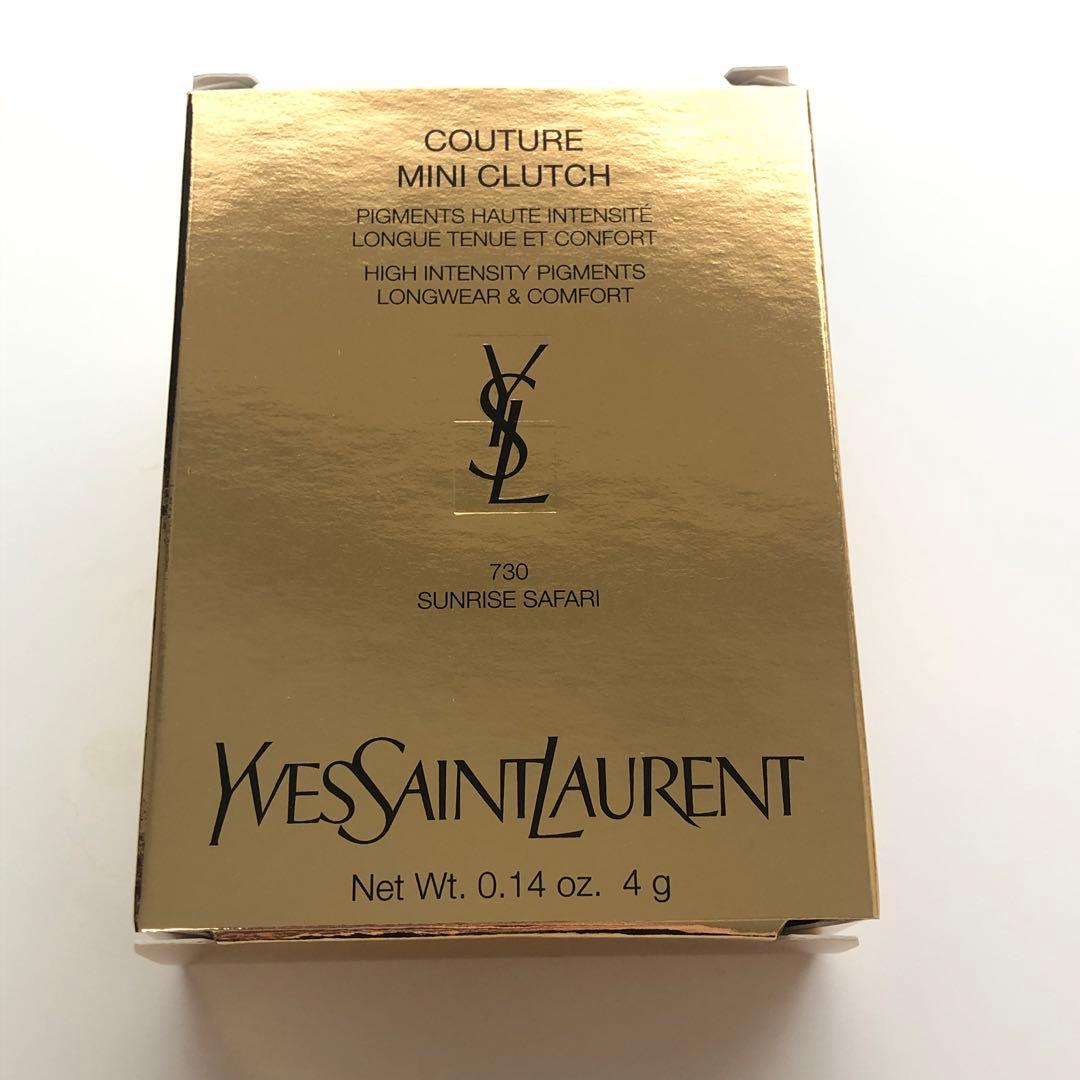 COUTURE
MINI CLUTCH
PIGMENTS HAUTE INTENSITÉ
LONGUE TENUE ET CONFORT
HIGH INTENSITY PIGMENTS
LONGWEAR & COMFORT
YSL
730
SUNRISE SAFARI
YVESSAINTLAURENT
Net Wt. 0.14 oz. 4 g